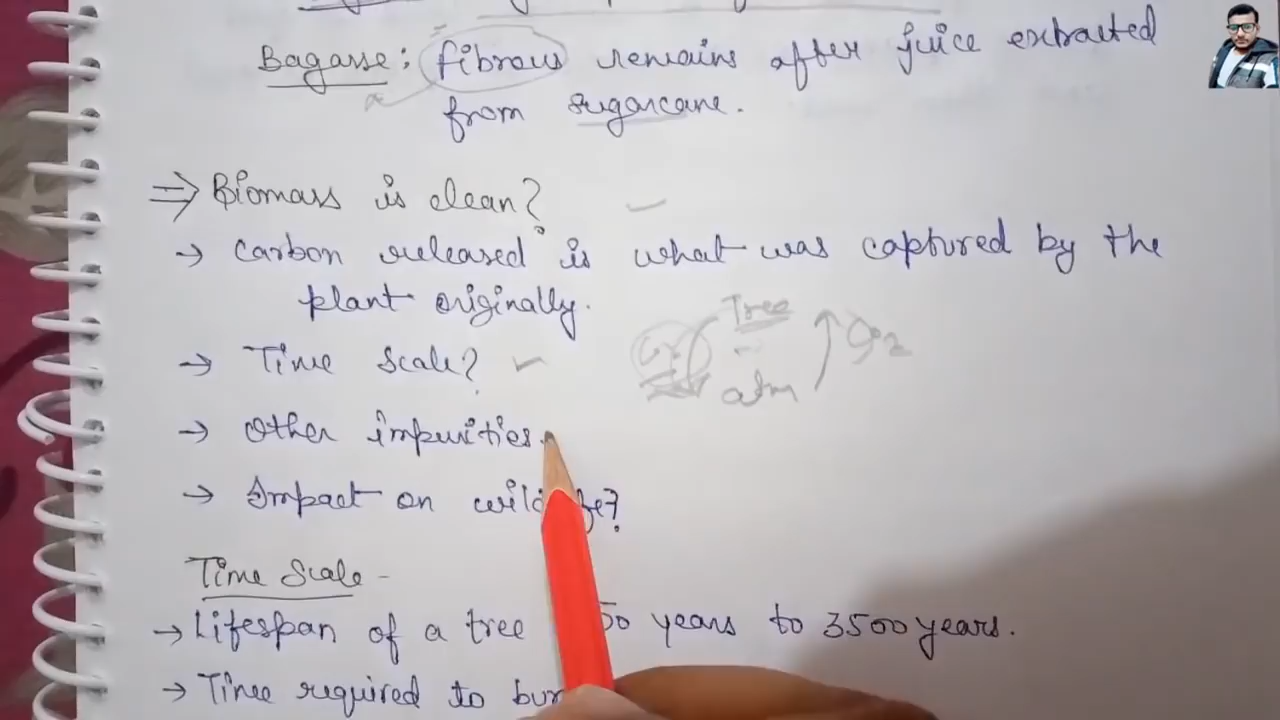 Bagasse: fibrous remains after juice extracted
from sugarcane.
⇒ Biomass is clean?
→ Carbon released is what was captured by the
plant originally.
Tree
→ Time Scale?
O2
atm
→ Other impurities.
→ Impact on
Time Scale -
→ Lifespan of a tree 50 years to 3500 years.
→ Time required to